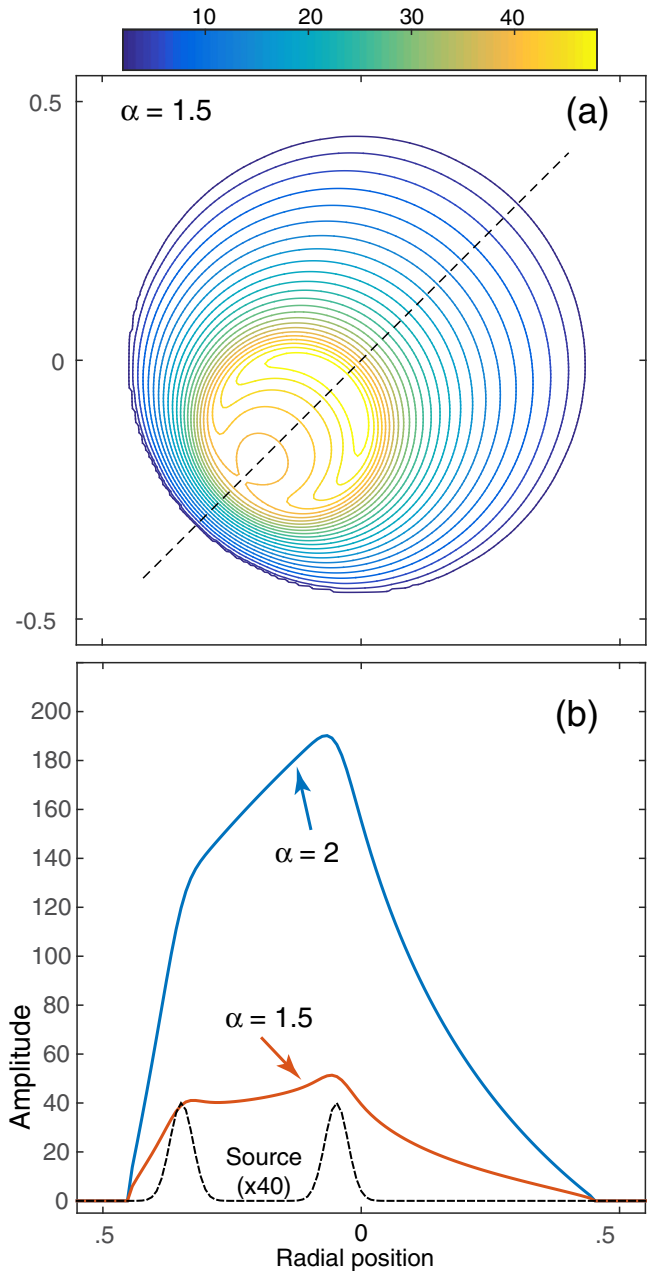 10 20 30 40
α = 1.5 (a)
0.5
0
-0.5
(b)
200
180
160
140
120
100
80
60
40
20
0
α = 2
α = 1.5
Source
(x40)
Amplitude
.5 0 .5
Radial position